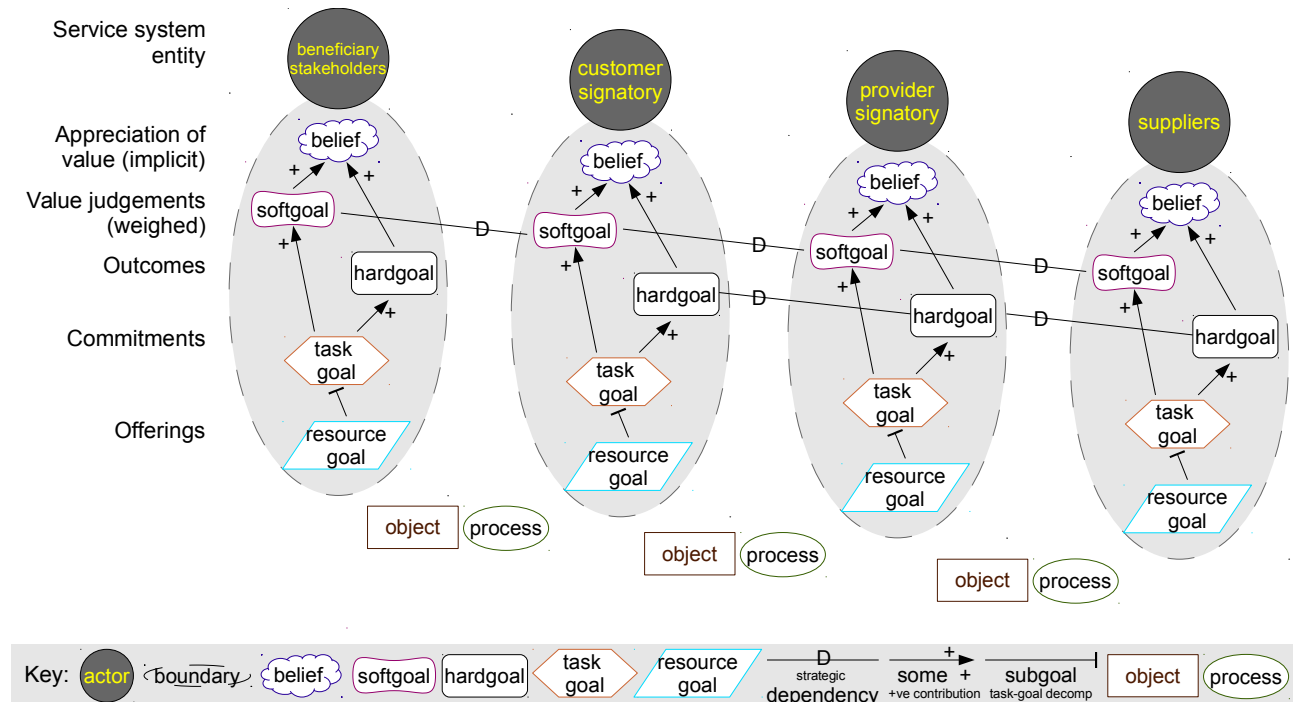 Service system
entity
beneficiary
stakeholders
customer
signatory
provider
signatory
suppliers
Appreciation of
value (implicit)
belief
belief
belief
belief
+
+
+
+
+
+
+
+
Value judgements
(weighed)
softgoal
softgoal
softgoal
softgoal
D
D
D
+
+
+
+
Outcomes
hardgoal
hardgoal
hardgoal
hardgoal
D
D
+
+
+
+
Commitments
task
goal
task
goal
task
goal
task
goal
Offerings
resource
goal
resource
goal
resource
goal
resource
goal
object
process
object
process
object
process
Key:
actor
boundary
belief
softgoal
hardgoal
task
goal
resource
goal
D
strategic
dependency
+
some +
+ve contribution
subgoal
task-goal decomp
object
process